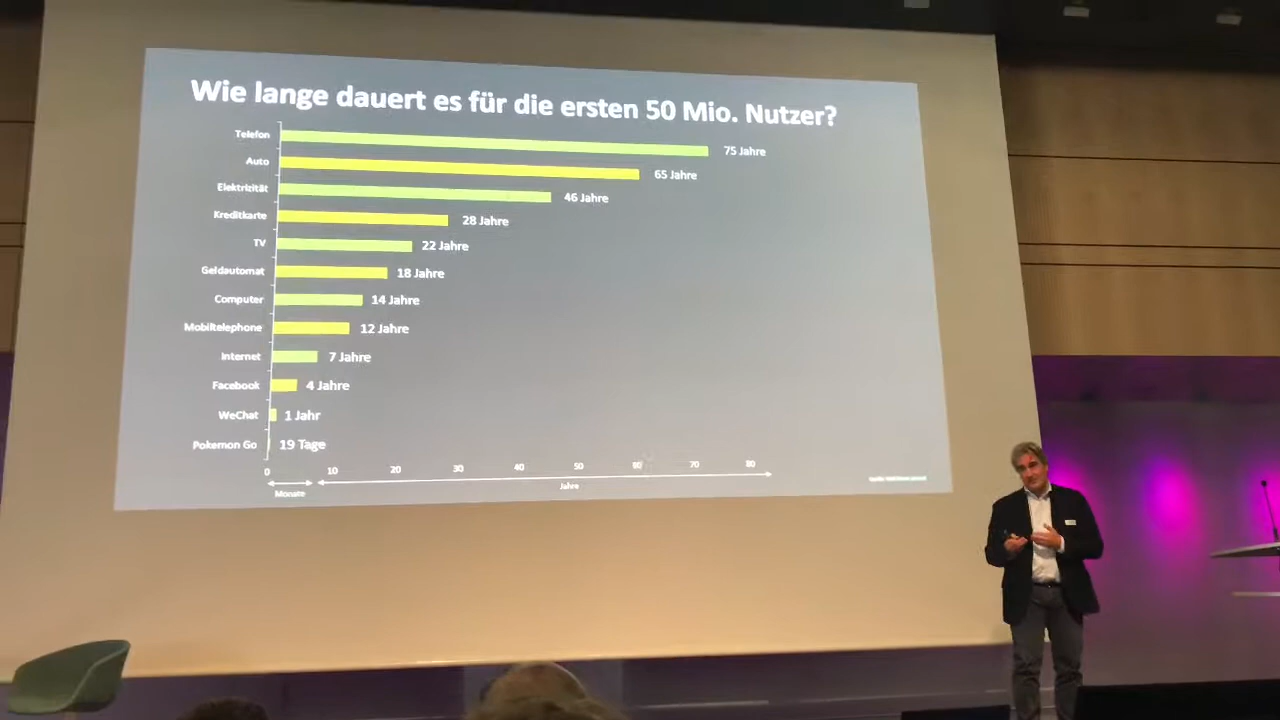 Wie lange dauert es für die ersten 50 Mio. Nutzer?
Telefon 75 Jahre
Auto 65 Jahre
Elektrizität 46 Jahre
Kreditkarte 28 Jahre
TV 22 Jahre
Geldautomat 18 Jahre
Computer 14 Jahre
Mobiltelephone 12 Jahre
Internet 7 Jahre
Facebook 4 Jahre
WeChat 1 Jahr
Pokemon Go 19 Tage
0 10 20 30 40 50 60 70 80
Monate Jahre